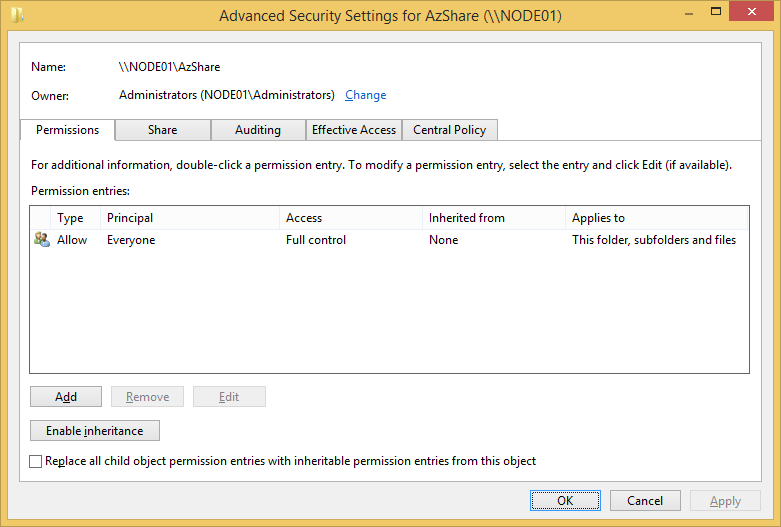 Advanced Security Settings for AzShare (\\NODE01)
Name: \\NODE01\AzShare
Owner: Administrators (NODE01\Administrators) Change
Permissions Share Auditing Effective Access Central Policy
For additional information, double-click a permission entry. To modify a permission entry, select the entry and click Edit (if available).
Permission entries:
Type Principal Access Inherited from Applies to
Allow Everyone Full control None This folder, subfolders and files
Add Remove Edit
Enable inheritance
Replace all child object permission entries with inheritable permission entries from this object
OK Cancel Apply